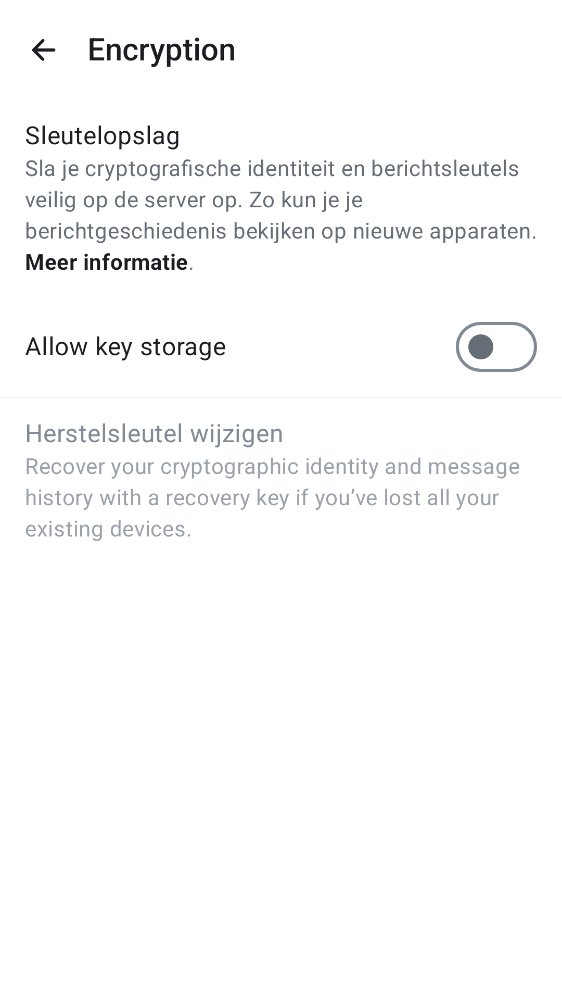 Encryption
Sleutelopslag
Sla je cryptografische identiteit en berichtsleutels
veilig op de server op. Zo kun je je
berichtgeschiedenis bekijken op nieuwe apparaten.
Meer informatie.
Allow key storage
Herstelsleutel wijzigen
Recover your cryptographic identity and message
history with a recovery key if you’ve lost all your
existing devices.